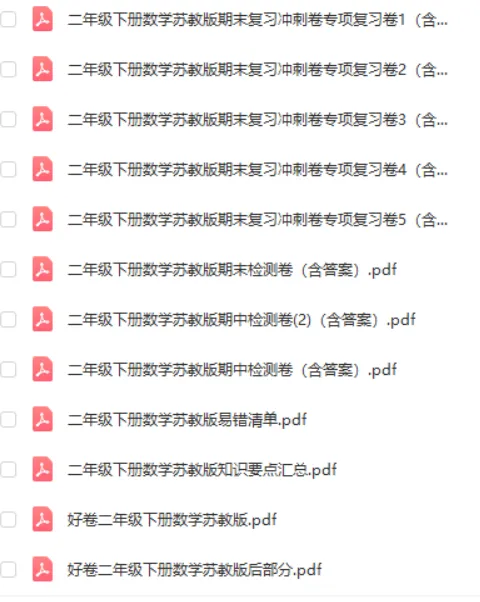 二年级下册数学苏教版期末复习冲刺卷专项复习卷1（含...
二年级下册数学苏教版期末复习冲刺卷专项复习卷2（含...
二年级下册数学苏教版期末复习冲刺卷专项复习卷3（含...
二年级下册数学苏教版期末复习冲刺卷专项复习卷4（含...
二年级下册数学苏教版期末复习冲刺卷专项复习卷5（含...
二年级下册数学苏教版期末检测卷（含答案）.pdf
二年级下册数学苏教版期中检测卷(2)（含答案）.pdf
二年级下册数学苏教版期中检测卷（含答案）.pdf
二年级下册数学苏教版易错清单.pdf
二年级下册数学苏教版知识要点汇总.pdf
好卷二年级下册数学苏教版.pdf
好卷二年级下册数学苏教版后部分.pdf